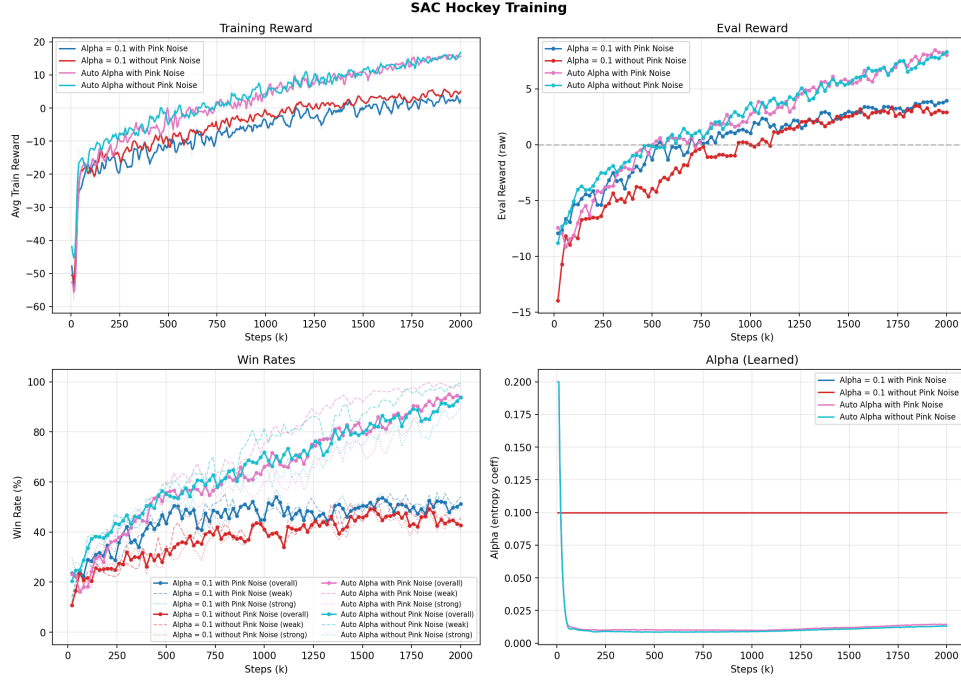 SAC Hockey Training
Training Reward
Alpha = 0.1 with Pink Noise
Alpha = 0.1 without Pink Noise
Auto Alpha with Pink Noise
Auto Alpha without Pink Noise
20
10
0
−10
−20
−30
−40
−50
−60
Avg Train Reward
0 250 500 750 1000 1250 1500 1750 2000
Steps (k)
Eval Reward
Alpha = 0.1 with Pink Noise
Alpha = 0.1 without Pink Noise
Auto Alpha with Pink Noise
Auto Alpha without Pink Noise
5
0
−5
−10
−15
Eval Reward (raw)
0 250 500 750 1000 1250 1500 1750 2000
Steps (k)
Win Rates
100
80
60
40
20
0
Win Rate (%)
Alpha = 0.1 with Pink Noise (overall)
Alpha = 0.1 with Pink Noise (weak)
Alpha = 0.1 with Pink Noise (strong)
Alpha = 0.1 without Pink Noise (overall)
Alpha = 0.1 without Pink Noise (weak)
Alpha = 0.1 without Pink Noise (strong)
Auto Alpha with Pink Noise (overall)
Auto Alpha with Pink Noise (weak)
Auto Alpha with Pink Noise (strong)
Auto Alpha without Pink Noise (overall)
Auto Alpha without Pink Noise (weak)
Auto Alpha without Pink Noise (strong)
0 250 500 750 1000 1250 1500 1750 2000
Steps (k)
Alpha (Learned)
Alpha = 0.1 with Pink Noise
Alpha = 0.1 without Pink Noise
Auto Alpha with Pink Noise
Auto Alpha without Pink Noise
0.200
0.175
0.150
0.125
0.100
0.075
0.050
0.025
0.000
Alpha (entropy coeff)
0 250 500 750 1000 1250 1500 1750 2000
Steps (k)